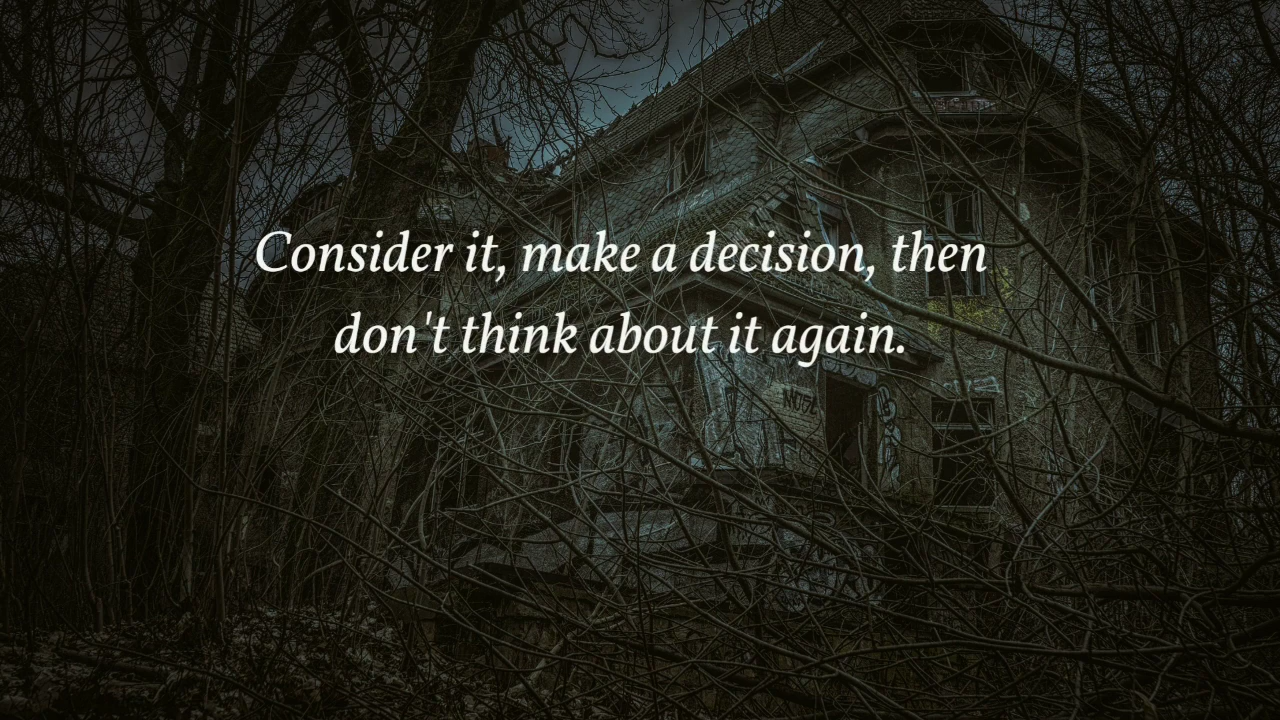 Consider it, make a decision, then
don't think about it again.